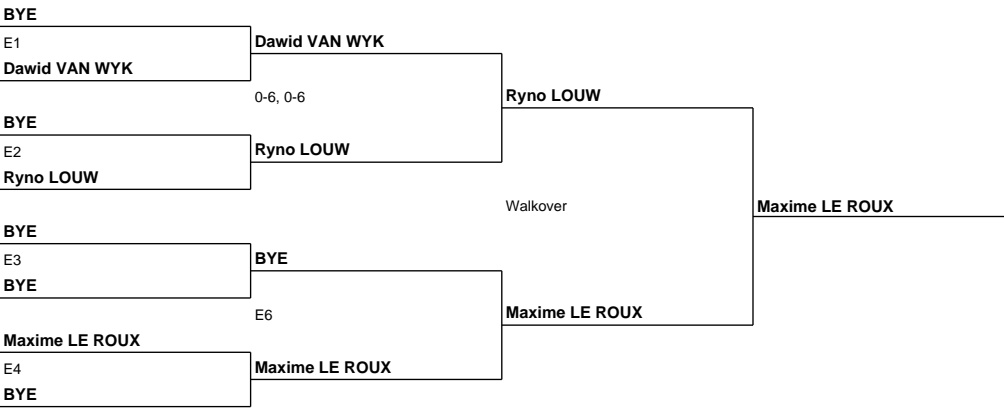 BYE
E1
Dawid VAN WYK
Dawid VAN WYK
0-6, 0-6
Ryno LOUW
BYE
E2
Ryno LOUW
Ryno LOUW
Walkover
Maxime LE ROUX
BYE
E3
BYE
BYE
E6
Maxime LE ROUX
Maxime LE ROUX
E4
Maxime LE ROUX
BYE